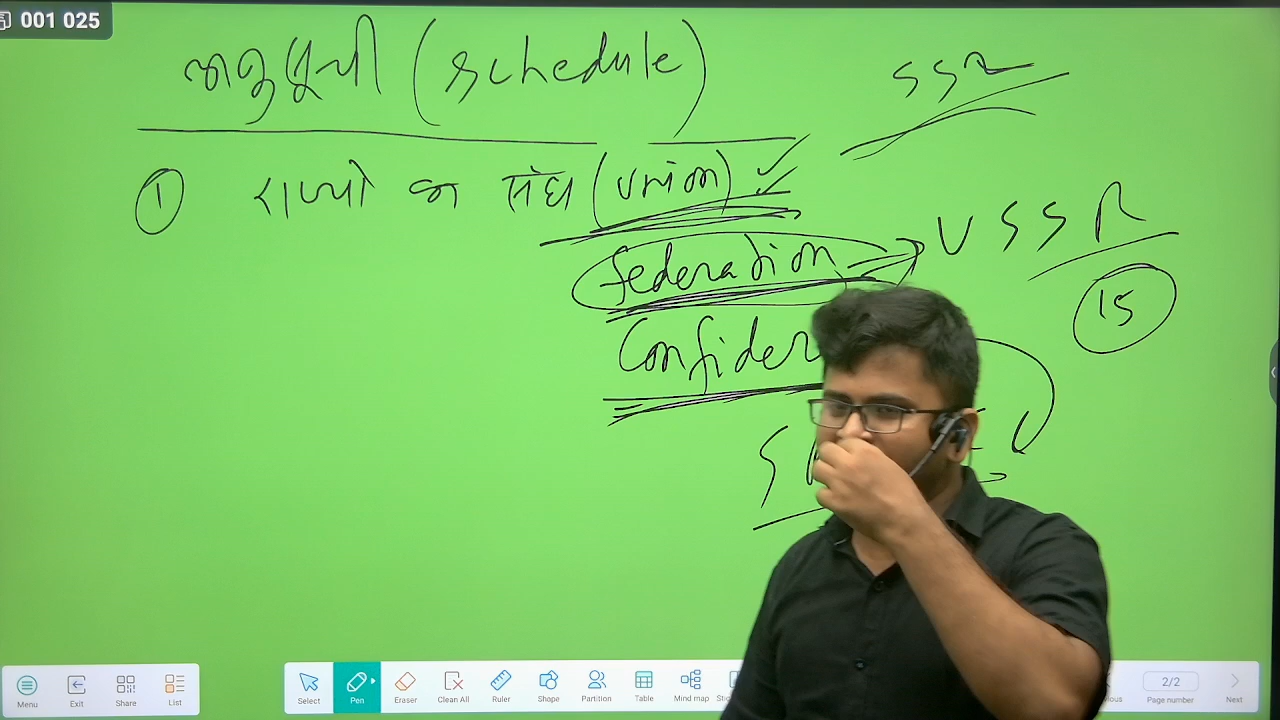 001 025
अनुसूची (schedule)
SSR
① राज्यो का संघ (Union)
federation ⇒ USSR
15
Confider
Menu
Exit
Share
List
Select
Pen
Eraser
Clean All
Ruler
Shape
Partition
Table
Mind map
2/2
Page number
Next